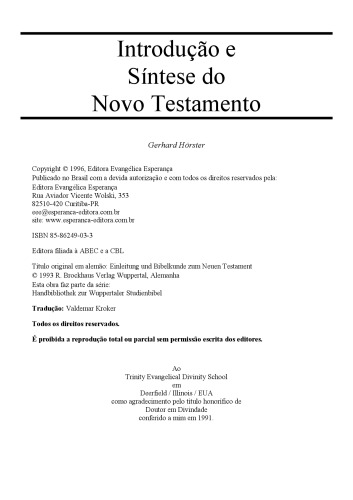 Introdução e
Síntese do
Novo Testamento
Gerhard Hörster
Copyright © 1996, Editora Evangélica Esperança
Publicado no Brasil com a devida autorização e com todos os direitos reservados pela:
Editora Evangélica Esperança
Rua Aviador Vicente Wolski, 353
82510-420 Curitiba-PR
eee@esperanca-editora.com.br
site: www.esperanca-editora.com.br
ISBN 85-86249-03-3
Editora filiada à ABEC e a CBL
Título original em alemão: Einleitung und Bibelkunde zum Neuen Testament
© 1993 R. Brockhaus Verlag Wuppertal, Alemanha
Esta obra faz parte da série:
Handbibliothek zur Wuppertaler Studienbibel
Tradução: Valdemar Kroker
Todos os direitos reservados.
É proibida a reprodução total ou parcial sem permissão escrita dos editores.
Ao
Trinity Evangelical Divinity School
em
Deerfield / Illinois / EUA
como agradecimento pelo título honorífico de
Doutor em Divindade
conferido a mim em 1991.